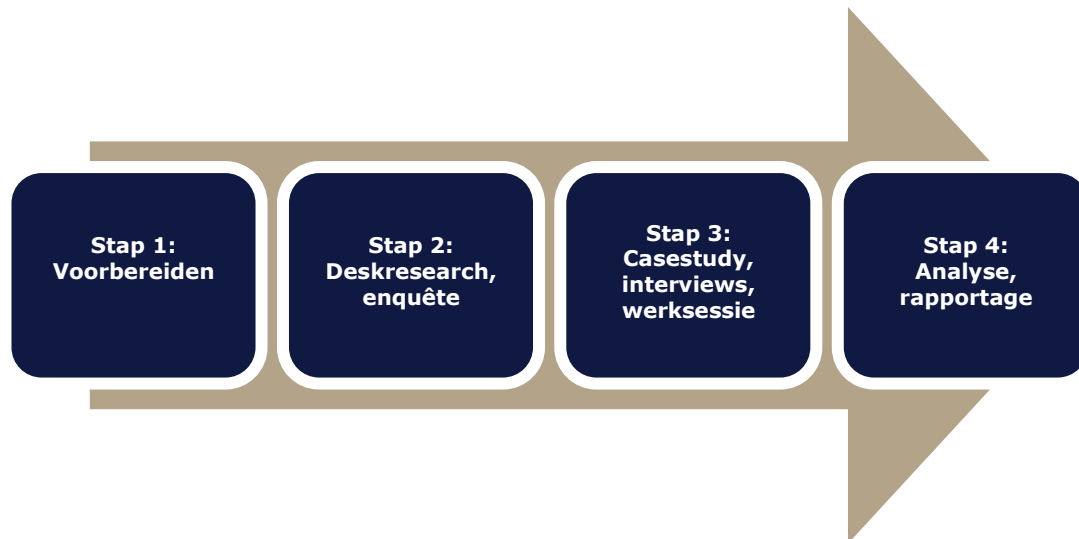 Stap 1:
Voorbereiden
Stap 2:
Deskresearch,
enquête
Stap 3:
Casestudy,
interviews,
werksessie
Stap 4:
Analyse,
rapportage